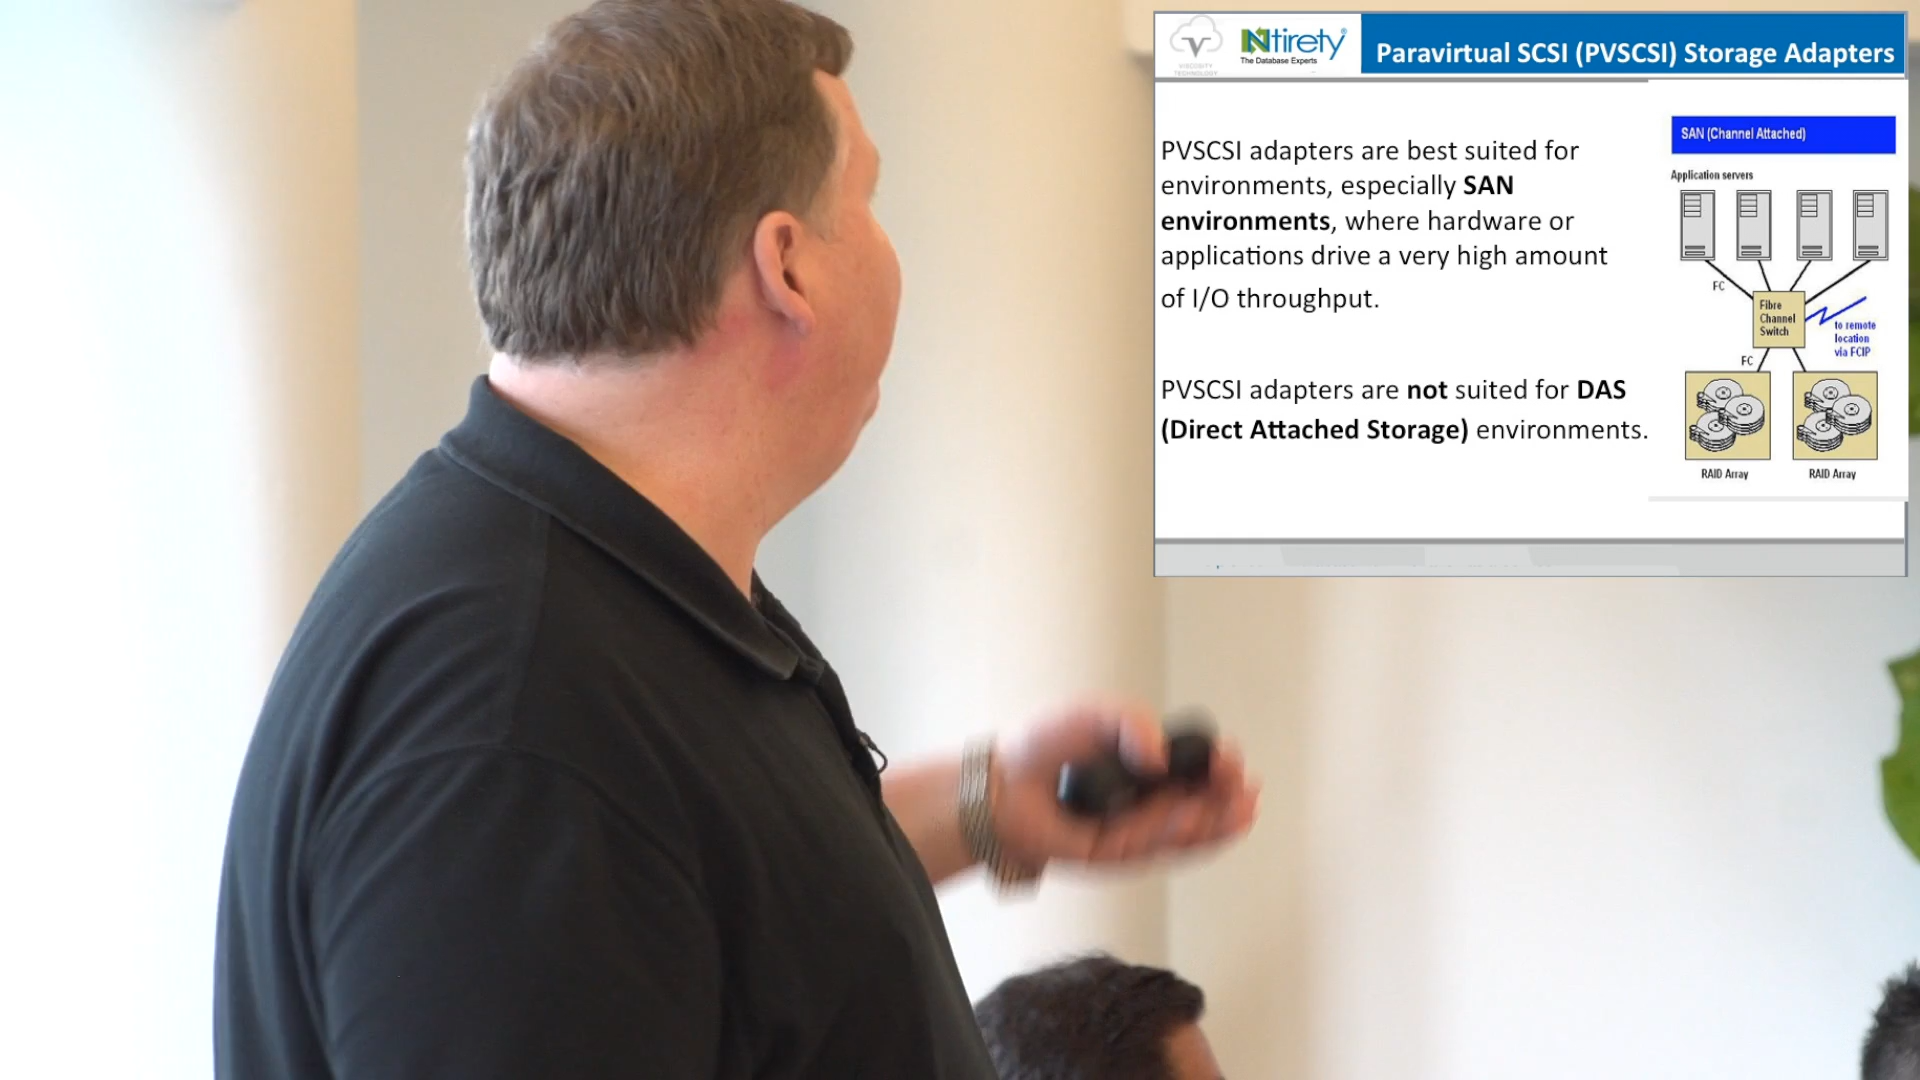 VISCOSITY
TECHNOLOGY
Ntirety®
The Database Experts
Paravirtual SCSI (PVSCSI) Storage Adapters
PVSCSI adapters are best suited for
environments, especially SAN
environments, where hardware or
applications drive a very high amount
of I/O throughput.
PVSCSI adapters are not suited for DAS
(Direct Attached Storage) environments.
SAN (Channel Attached)
Application servers
FC
Fibre
Channel
Switch
to remote
location
via FCIP
FC
RAID Array
RAID Array